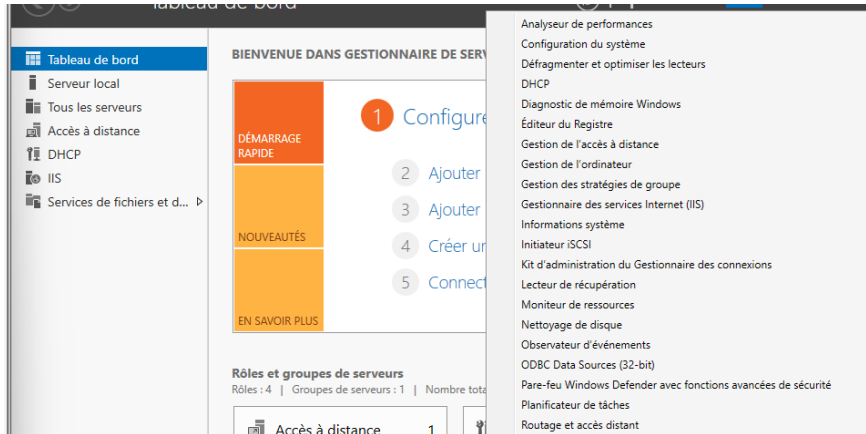 Tableau de bord
Tableau de bord
Serveur local
Tous les serveurs
Accès à distance
DHCP
IIS
Services de fichiers et d...
BIENVENUE DANS GESTIONNAIRE DE SERV
DÉMARRAGE
RAPIDE
NOUVEAUTÉS
EN SAVOIR PLUS
1 Configure
2 Ajouter
3 Ajouter
4 Créer un
5 Connect
Rôles et groupes de serveurs
Rôles : 4 | Groupes de serveurs : 1 | Nombre tota
Accès à distance 1
Analyseur de performances
Configuration du système
Défragmenter et optimiser les lecteurs
DHCP
Diagnostic de mémoire Windows
Éditeur du Registre
Gestion de l'accès à distance
Gestion de l'ordinateur
Gestion des stratégies de groupe
Gestionnaire des services Internet (IIS)
Informations système
Initiateur iSCSI
Kit d'administration du Gestionnaire des connexions
Lecteur de récupération
Moniteur de ressources
Nettoyage de disque
Observateur d'événements
ODBC Data Sources (32-bit)
Pare-feu Windows Defender avec fonctions avancées de sécurité
Planificateur de tâches
Routage et accès distant